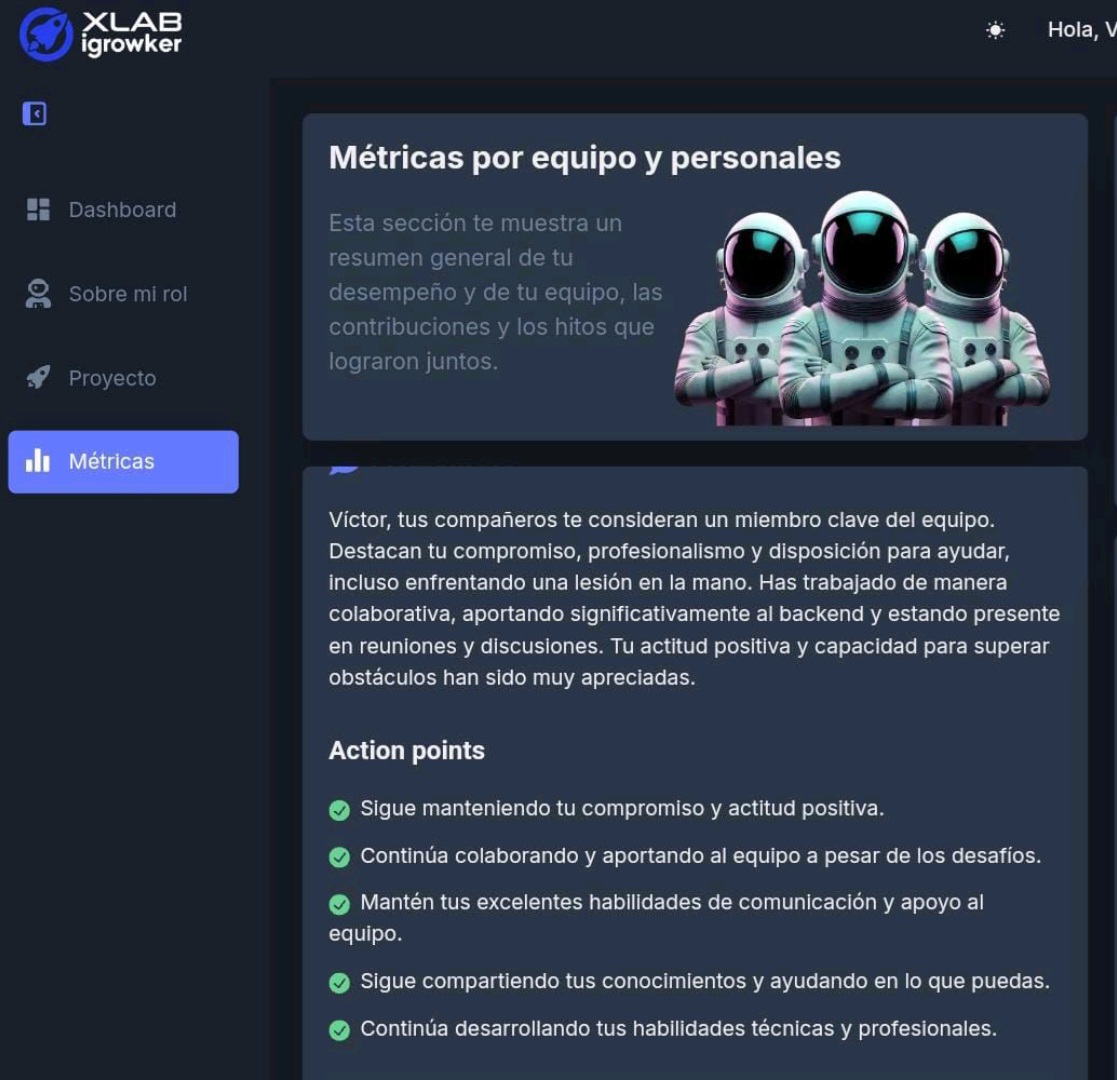 XLAB
igrowker
Hola, V
Dashboard
Sobre mi rol
Proyecto
Métricas
Métricas por equipo y personales
Esta sección te muestra un
resumen general de tu
desempeño y de tu equipo, las
contribuciones y los hitos que
lograron juntos.
Víctor, tus compañeros te consideran un miembro clave del equipo.
Destacan tu compromiso, profesionalismo y disposición para ayudar,
incluso enfrentando una lesión en la mano. Has trabajado de manera
colaborativa, aportando significativamente al backend y estando presente
en reuniones y discusiones. Tu actitud positiva y capacidad para superar
obstáculos han sido muy apreciadas.
Action points
Sigue manteniendo tu compromiso y actitud positiva.
Continúa colaborando y aportando al equipo a pesar de los desafíos.
Mantén tus excelentes habilidades de comunicación y apoyo al
equipo.
Sigue compartiendo tus conocimientos y ayudando en lo que puedas.
Continúa desarrollando tus habilidades técnicas y profesionales.